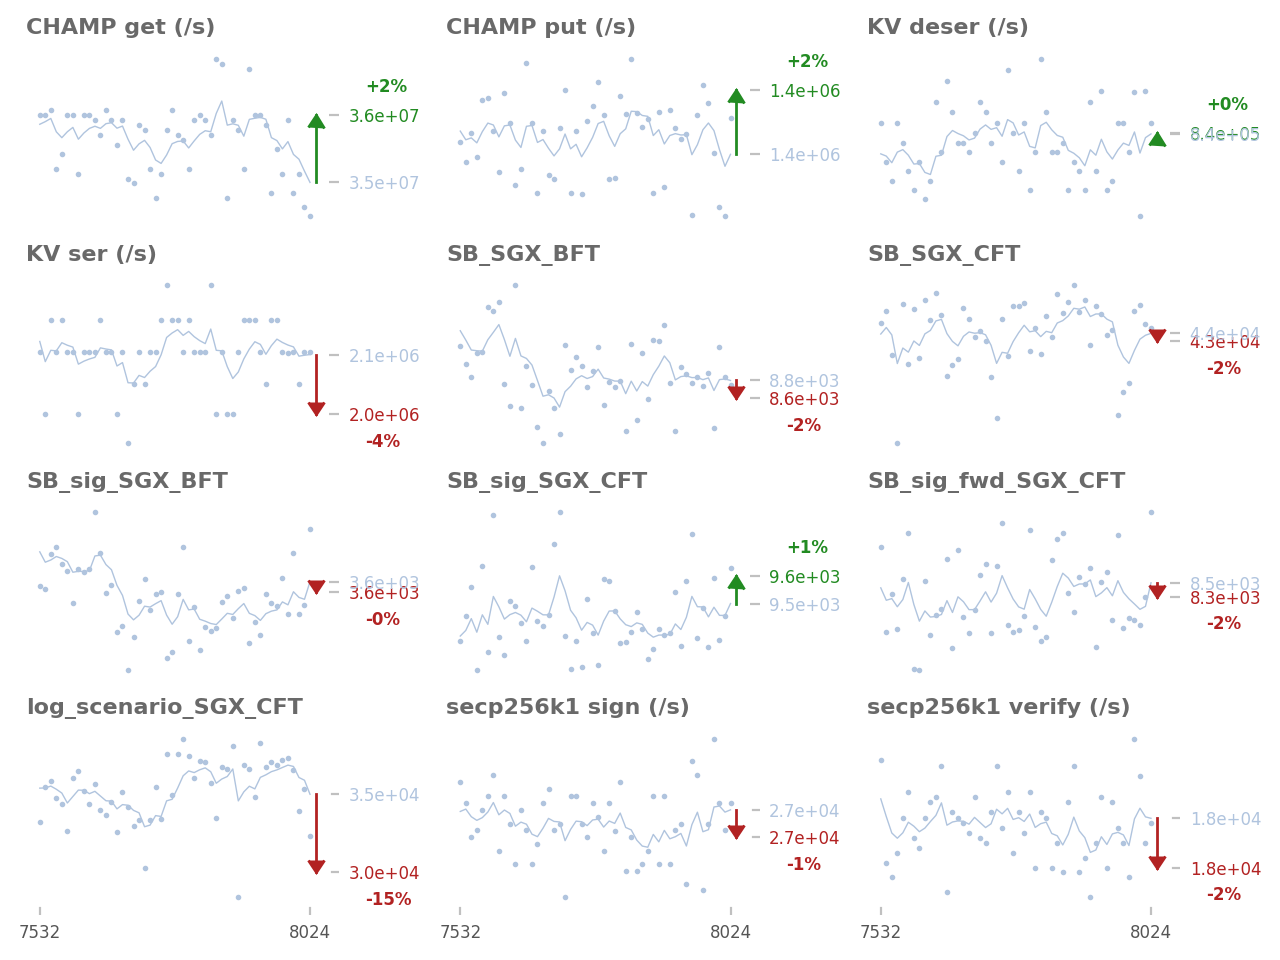 CHAMP get (/s)
+2%
3.6e+07
3.5e+07
CHAMP put (/s)
+2%
1.4e+06
1.4e+06
KV deser (/s)
+0%
8.4e+05
KV ser (/s)
2.1e+06
2.0e+06
-4%
SB_SGX_BFT
8.8e+03
8.6e+03
-2%
SB_SGX_CFT
4.4e+04
4.3e+04
-2%
SB_sig_SGX_BFT
3.6e+03
3.6e+03
-0%
SB_sig_SGX_CFT
+1%
9.6e+03
9.5e+03
SB_sig_fwd_SGX_CFT
8.5e+03
8.3e+03
-2%
log_scenario_SGX_CFT
3.5e+04
3.0e+04
-15%
7532
8024
secp256k1 sign (/s)
2.7e+04
2.7e+04
-1%
7532
8024
secp256k1 verify (/s)
1.8e+04
1.8e+04
-2%
7532
8024